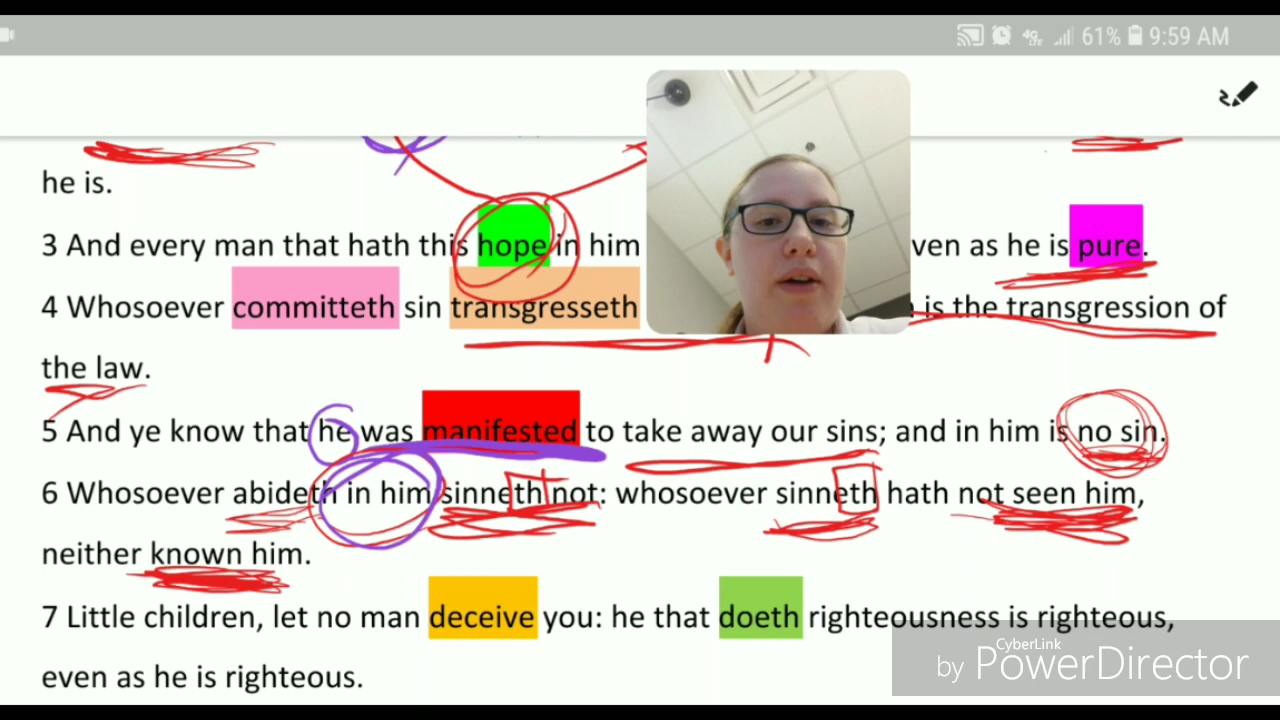 4G LTE 61% 9:59 AM
he is.
3 And every man that hath this hope in him ven as he is pure.
4 Whosoever committeth sin transgresseth is the transgression of
the law.
5 And ye know that he was manifested to take away our sins; and in him is no sin.
6 Whosoever abideth in him sinneth not: whosoever sinneth hath not seen him,
neither known him.
7 Little children, let no man deceive you: he that doeth righteousness is righteous,
even as he is righteous.
CyberLink
by PowerDirector